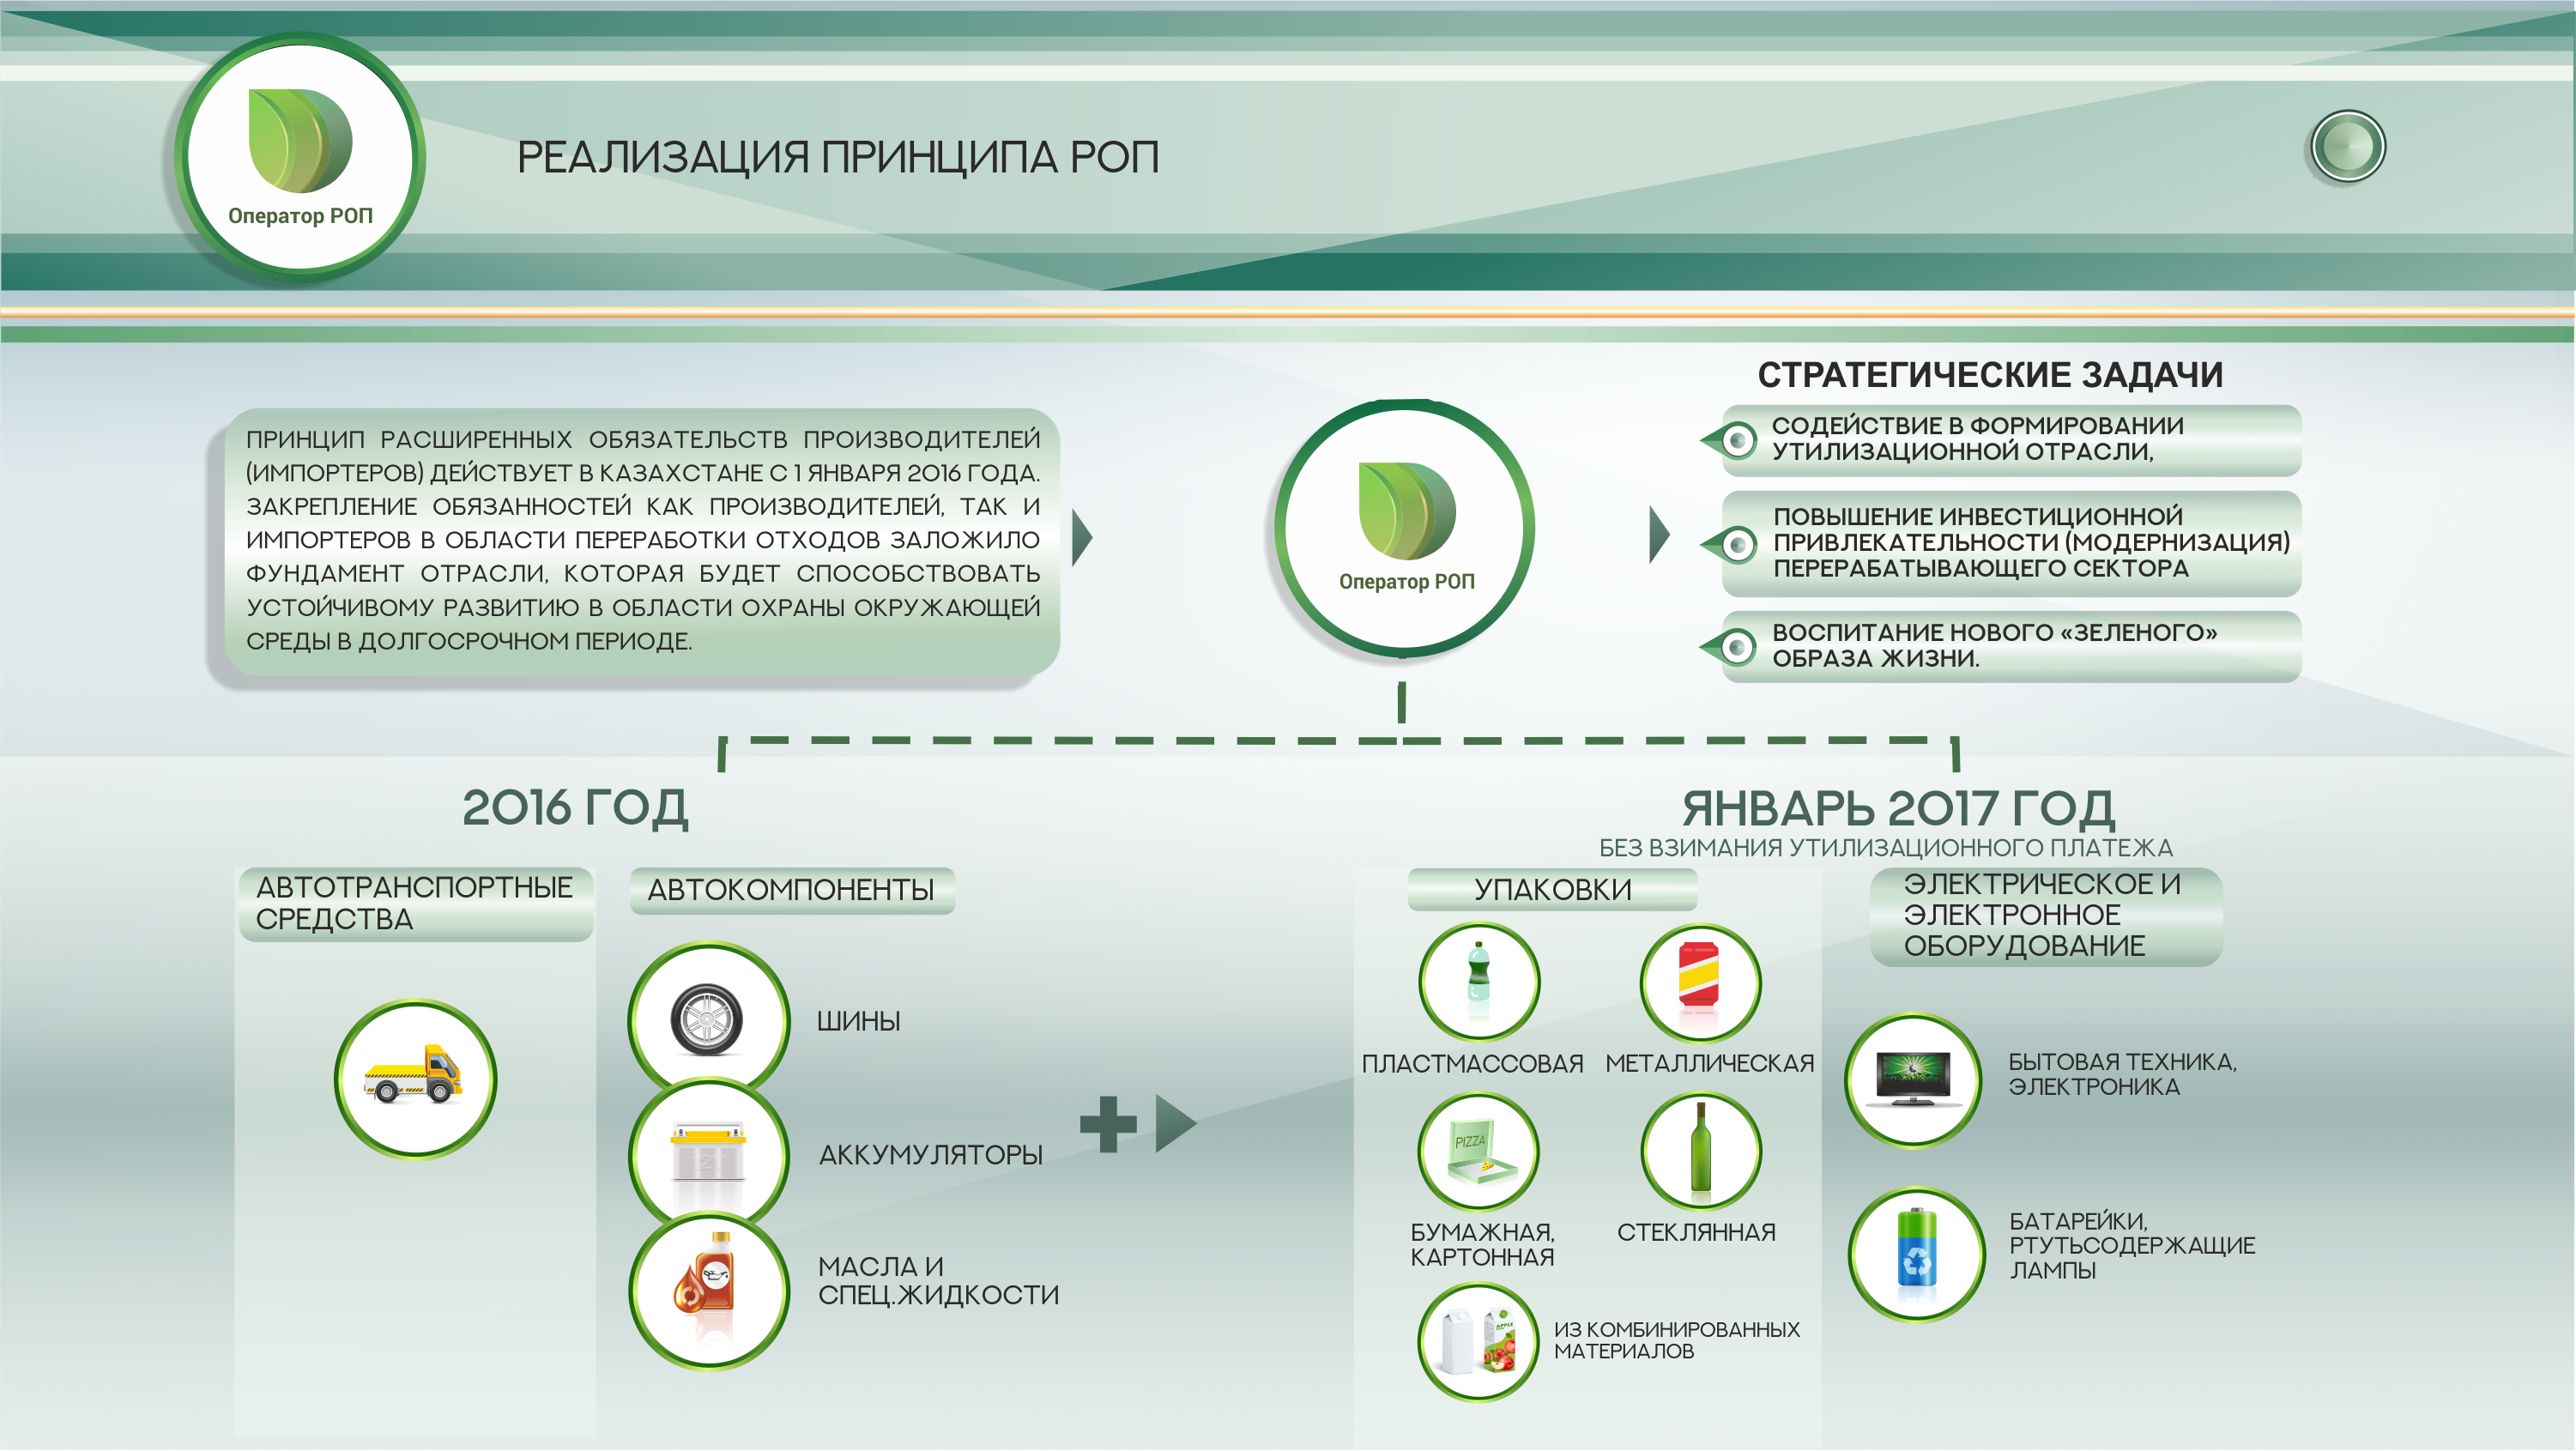 Оператор РОП
РЕАЛИЗАЦИЯ ПРИНЦИПА РОП
ПРИНЦИП РАСШИРЕННЫХ ОБЯЗАТЕЛЬСТВ ПРОИЗВОДИТЕЛЕЙ
(ИМПОРТЕРОВ) ДЕЙСТВУЕТ В КАЗАХСТАНЕ С 1 ЯНВАРЯ 2016 ГОДА.
ЗАКРЕПЛЕНИЕ ОБЯЗАННОСТЕЙ КАК ПРОИЗВОДИТЕЛЕЙ, ТАК И
ИМПОРТЕРОВ В ОБЛАСТИ ПЕРЕРАБОТКИ ОТХОДОВ ЗАЛОЖИЛО
ФУНДАМЕНТ ОТРАСЛИ, КОТОРАЯ БУДЕТ СПОСОБСТВОВАТЬ
УСТОЙЧИВОМУ РАЗВИТИЮ В ОБЛАСТИ ОХРАНЫ ОКРУЖАЮЩЕЙ
СРЕДЫ В ДОЛГОСРОЧНОМ ПЕРИОДЕ.
Оператор РОП
СТРАТЕГИЧЕСКИЕ ЗАДАЧИ
СОДЕЙСТВИЕ В ФОРМИРОВАНИИ
УТИЛИЗАЦИОННОЙ ОТРАСЛИ,
ПОВЫШЕНИЕ ИНВЕСТИЦИОННОЙ
ПРИВЛЕКАТЕЛЬНОСТИ (МОДЕРНИЗАЦИЯ)
ПЕРЕРАБАТЫВАЮЩЕГО СЕКТОРА
ВОСПИТАНИЕ НОВОГО «ЗЕЛЕНОГО»
ОБРАЗА ЖИЗНИ.
2016 ГОД
АВТОТРАНСПОРТНЫЕ
СРЕДСТВА
АВТОКОМПОНЕНТЫ
ШИНЫ
АККУМУЛЯТОРЫ
МАСЛА И
СПЕЦ.ЖИДКОСТИ
ЯНВАРЬ 2017 ГОД
БЕЗ ВЗИМАНИЯ УТИЛИЗАЦИОННОГО ПЛАТЕЖА
УПАКОВКИ
ПЛАСТМАССОВАЯ
МЕТАЛЛИЧЕСКАЯ
PIZZA
БУМАЖНАЯ,
КАРТОННАЯ
СТЕКЛЯННАЯ
APPLE
ИЗ КОМБИНИРОВАННЫХ
МАТЕРИАЛОВ
ЭЛЕКТРИЧЕСКОЕ И
ЭЛЕКТРОННОЕ
ОБОРУДОВАНИЕ
БЫТОВАЯ ТЕХНИКА,
ЭЛЕКТРОНИКА
БАТАРЕЙКИ,
РТУТЬСОДЕРЖАЩИЕ
ЛАМПЫ